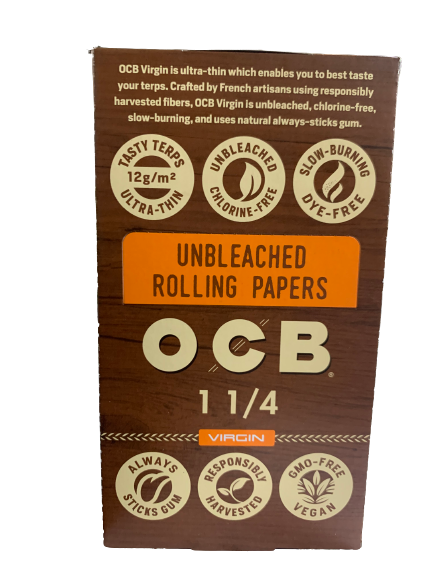 OCB Virgin is ultra-thin which enables you to best taste
your terps. Crafted by French artisans using responsibly
harvested fibers, OCB Virgin is unbleached, chlorine-free,
slow-burning, and uses natural always-sticks gum.
TASTY TERPS
12g/m²
ULTRA-THIN
UNBLEACHED
CHLORINE-FREE
SLOW-BURNING
DYE-FREE
UNBLEACHED
ROLLING PAPERS
OCB®
1 1/4
VIRGIN
ALWAYS
STICKS GUM
RESPONSIBLY
HARVESTED
GMO-FREE
VEGAN